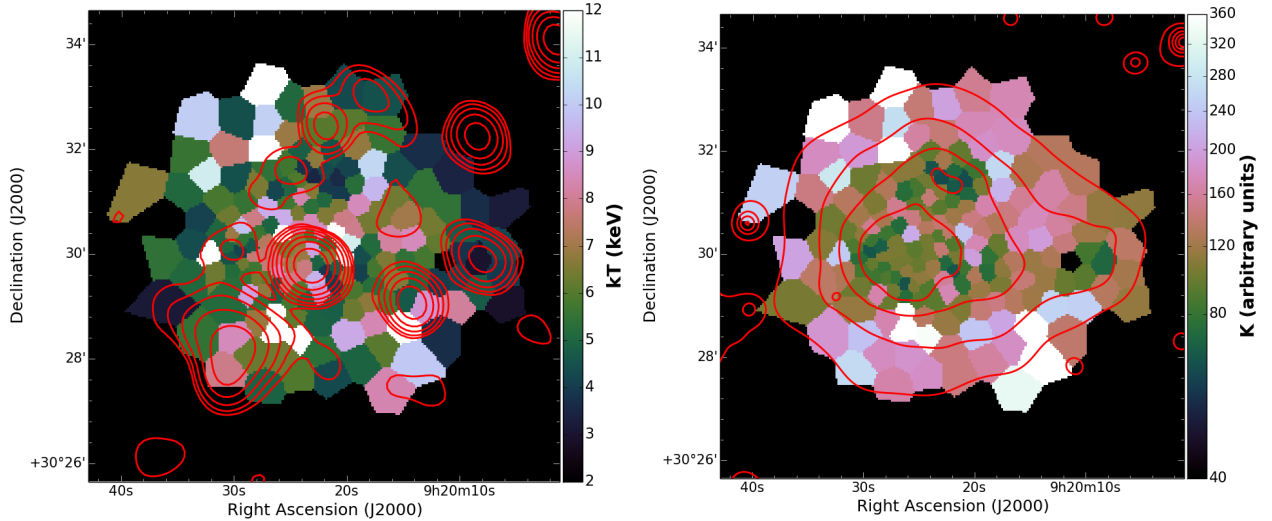 34'
32'
30'
28'
+30°26'
40s
30s
20s
9h20m10s
Right Ascension (J2000)
Declination (J2000)
12
11
10
9
8
7
6
5
4
3
2
kT (keV)
34'
32'
30'
28'
+30°26'
40s
30s
20s
9h20m10s
Right Ascension (J2000)
Declination (J2000)
360
320
280
240
200
160
120
80
40
K (arbitrary units)